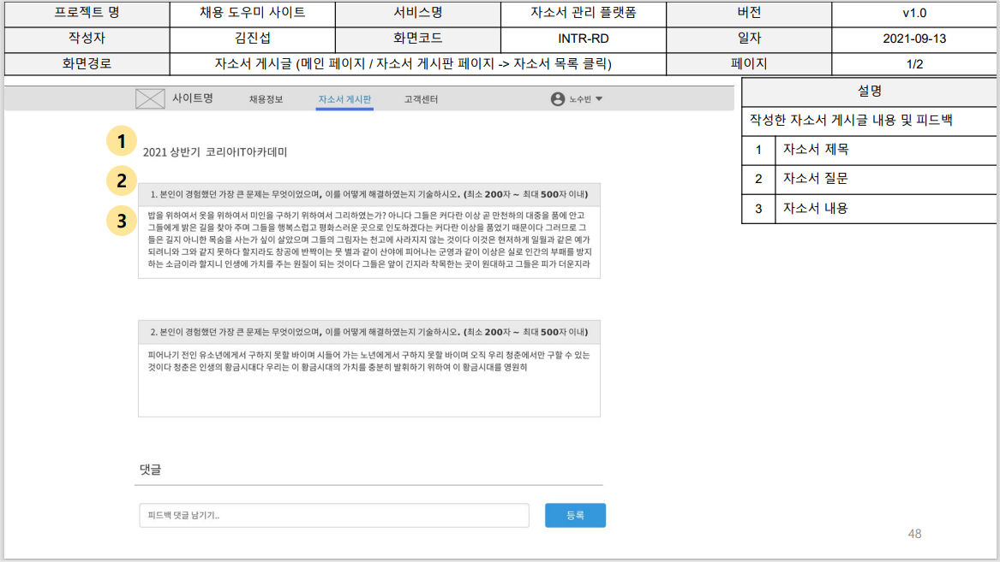 프로젝트 명 채용 도우미 사이트 서비스명 자소서 관리 플랫폼 버전 v1.0
작성자 김진섭 화면코드 INTR-RD 일자 2021-09-13
화면경로 자소서 게시글 (메인 페이지 / 자소서 게시판 페이지 -> 자소서 목록 클릭) 페이지 1/2
사이트명 채용정보 자소서 게시판 고객센터 노수빈
1
2021 상반기 코리아IT아카데미
2
1. 본인이 경험했던 가장 큰 문제는 무엇이었으며, 이를 어떻게 해결하였는지 기술하시오. (최소 200자 ~ 최대 500자 이내)
3
밥을 위하여서 옷을 위하여서 미인을 구하기 위하여서 그리하였는가? 아니다 그들은 커다란 이상 곧 만천하의 대중을 품에 안고
그들에게 밝은 길을 찾아 주며 그들을 행복스럽고 평화스러운 곳으로 인도하겠다는 커다란 이상을 품었기 때문이다 그러므로 그
들은 길지 아니한 목숨을 사는가 싶이 살았으며 그들의 그림자는 천고에 사라지지 않는 것이다 이것은 현저하게 일월과 같은 예가
되려니와 그와 같지 못하다 할지라도 창공에 반짝이는 뭇 별과 같이 산야에 피어나는 군영과 같이 이상은 실로 인간의 부패를 방지
하는 소금이라 할지니 인생에 가치를 주는 원질이 되는 것이다 그들은 앞이 긴지라 착목한는 곳이 원대하고 그들은 피가 더운지라
2. 본인이 경험했던 가장 큰 문제는 무엇이었으며, 이를 어떻게 해결하였는지 기술하시오. (최소 200자 ~ 최대 500자 이내)
피어나기 전인 유소년에게서 구하지 못할 바이며 시들어 가는 노년에게서 구하지 못할 바이며 오직 우리 청춘에서만 구할 수 있는
것이다 청춘은 인생의 황금시대다 우리는 이 황금시대의 가치를 충분히 발휘하기 위하여 이 황금시대를 영원히
댓글
피드백 댓글 남기기.. 등록
설명
작성한 자소서 게시글 내용 및 피드백
1 자소서 제목
2 자소서 질문
3 자소서 내용
48